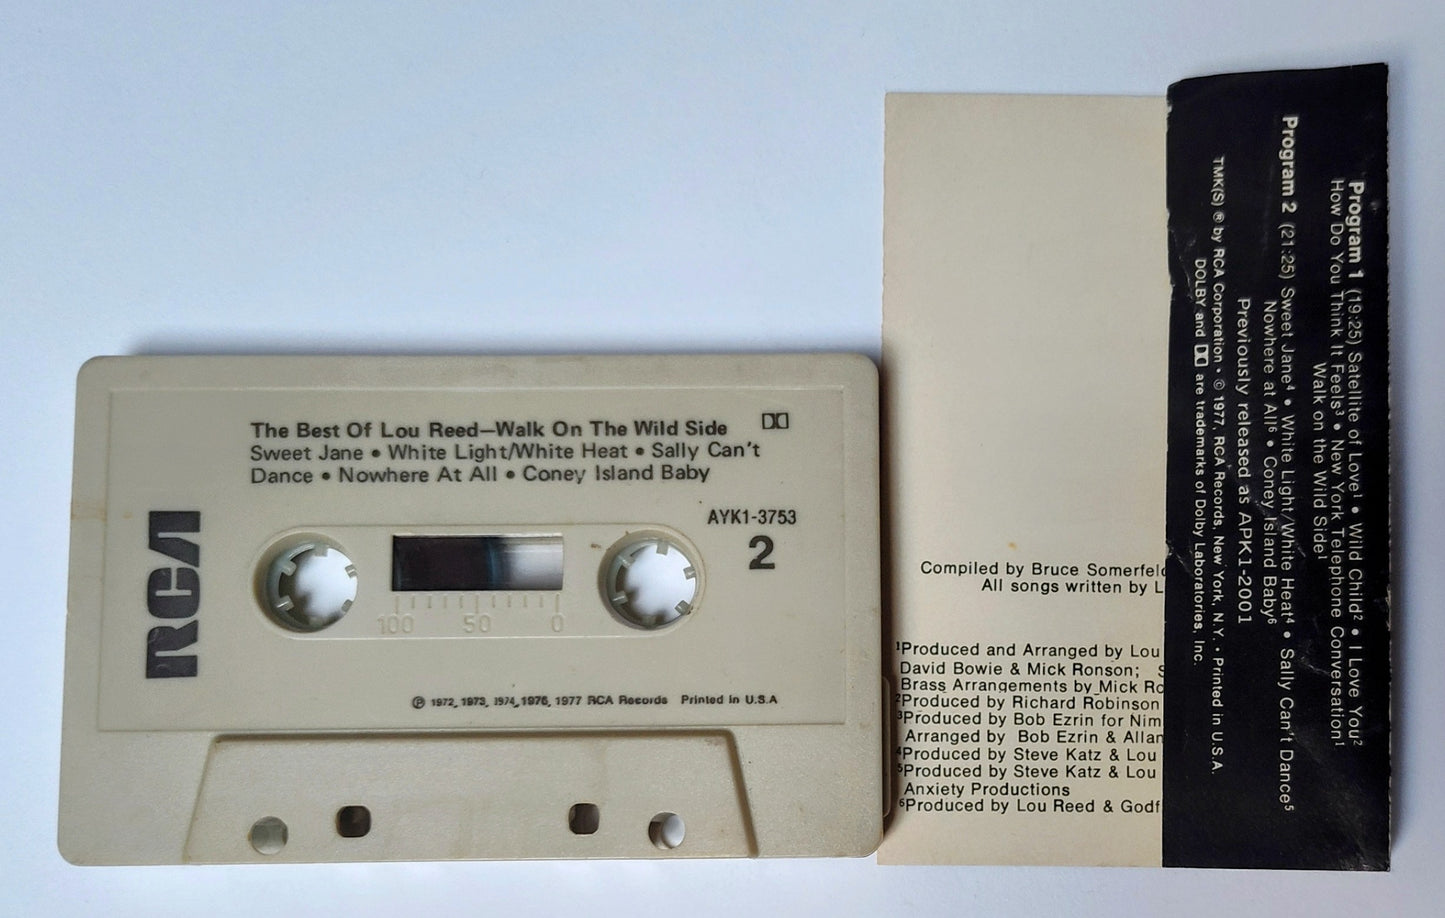 The Best Of Lou Reed—Walk On The Wild Side
Sweet Jane • White Light/White Heat • Sally Can't
Dance • Nowhere At All • Coney Island Baby
AYK1-3753
2
RCA
100 50 0
℗ 1972, 1973, 1974, 1976, 1977 RCA Records Printed in U.S.A
Compiled by Bruce Somerfeld
All songs written by L
¹Produced and Arranged by Lou
David Bowie & Mick Ronson; S
Brass Arrangements by Mick Ro
²Produced by Richard Robinson
³Produced by Bob Ezrin for Nim
Arranged by Bob Ezrin & Allan
⁴Produced by Steve Katz & Lou
⁵Produced by Steve Katz & Lou
Anxiety Productions
⁶Produced by Lou Reed & Godf
Program 1 (19:25) Satellite of Love¹ • Wild Child² • I Love You²
How Do You Think It Feels³ • New York Telephone Conversation¹
Walk on the Wild Side¹
Program 2 (21:25) Sweet Jane⁴ • White Light/White Heat⁴ • Sally Can't Dance⁵
Nowhere at All⁶ • Coney Island Baby⁶
Previously released as APK1-2001
TMK(S) ® by RCA Corporation • © 1977, RCA Records, New York, N.Y. • Printed in U.S.A.
DOLBY and are trademarks of Dolby Laboratories, Inc.